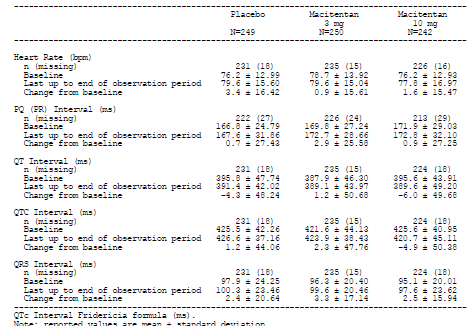 Placebo Macitentan Macitentan
3 mg 10 mg
N=249 N=250 N=242
Heart Rate (bpm)
n (missing) 231 (18) 235 (15) 226 (16)
Baseline 76.2 ± 12.99 78.7 ± 13.92 76.2 ± 12.93
Last up to end of observation period 79.6 ± 15.60 79.6 ± 15.04 77.8 ± 16.97
Change from baseline 3.4 ± 16.42 0.9 ± 15.61 1.6 ± 15.47
PQ (PR) Interval (ms)
n (missing) 222 (27) 226 (24) 213 (29)
Baseline 166.8 ± 24.79 169.8 ± 27.24 171.9 ± 29.03
Last up to end of observation period 167.6 ± 31.86 172.7 ± 28.66 172.8 ± 32.10
Change from baseline 0.7 ± 27.43 2.9 ± 25.58 0.9 ± 27.25
QT Interval (ms)
n (missing) 231 (18) 235 (15) 224 (18)
Baseline 395.8 ± 47.74 387.9 ± 46.30 395.6 ± 43.91
Last up to end of observation period 391.4 ± 42.02 389.1 ± 43.97 389.6 ± 49.20
Change from baseline -4.3 ± 48.24 1.2 ± 50.68 -6.0 ± 49.68
QTC Interval (ms)
n (missing) 231 (18) 235 (15) 224 (18)
Baseline 425.5 ± 42.26 421.6 ± 44.13 425.6 ± 40.95
Last up to end of observation period 426.6 ± 37.16 423.9 ± 38.43 420.7 ± 45.11
Change from baseline 1.2 ± 44.06 2.3 ± 47.76 -4.9 ± 50.38
QRS Interval (ms)
n (missing) 231 (18) 235 (15) 224 (18)
Baseline 97.9 ± 24.25 96.3 ± 20.40 95.1 ± 20.01
Last up to end of observation period 100.3 ± 23.46 99.6 ± 20.46 97.6 ± 23.62
Change from baseline 2.4 ± 20.64 3.3 ± 17.14 2.5 ± 15.94
QTc Interval Fridericia formula (ms).
Note: reported values are mean ± standard deviation